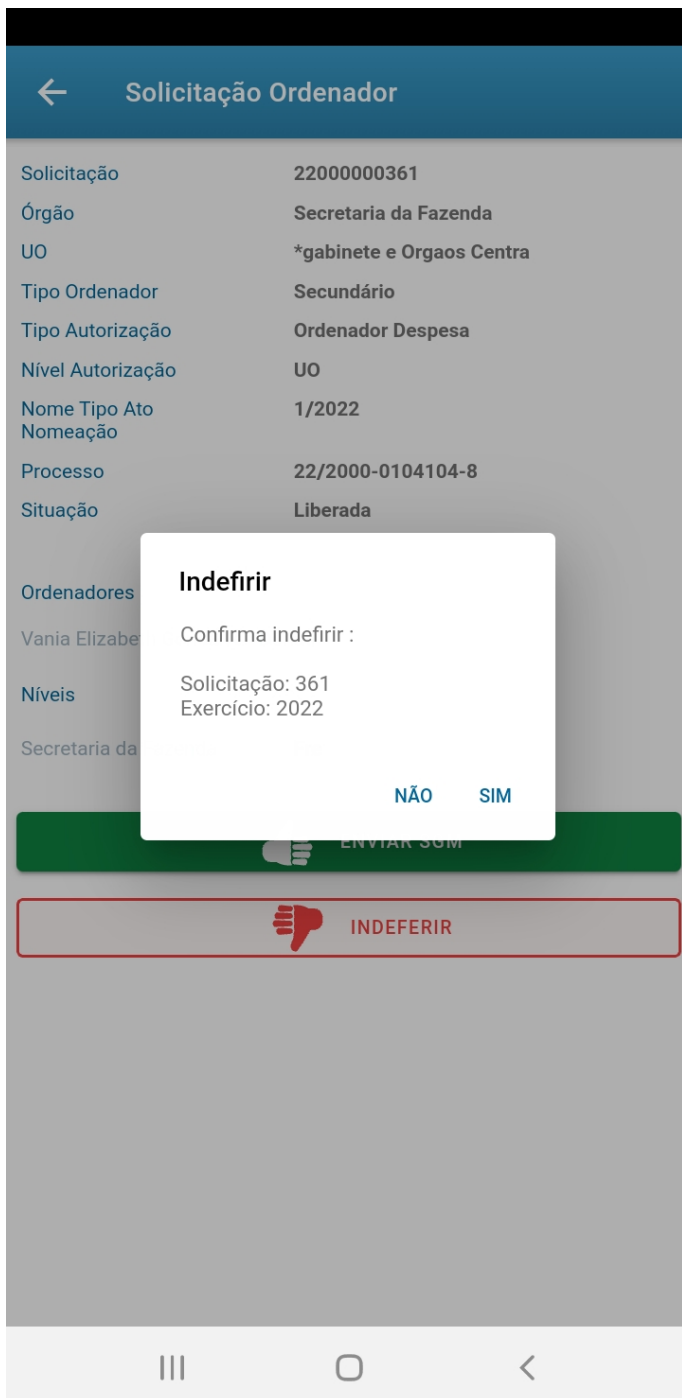 Solicitação Ordenador
Solicitação 22000000361
Órgão Secretaria da Fazenda
UO *gabinete e Orgaos Centra
Tipo Ordenador Secundário
Tipo Autorização Ordenador Despesa
Nível Autorização UO
Nome Tipo Ato 1/2022
Nomeação
Processo 22/2000-0104104-8
Situação Liberada
Ordenadores
Vania
Níveis
Secretaria da
Indefirir
Confirma indefirir :
Solicitação: 361
Exercício: 2022
NÃO SIM
ENVIAR SGM
INDEFERIR